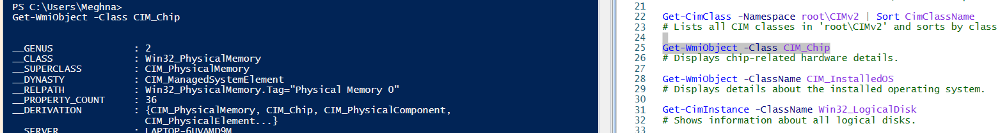 PS C:\Users\Meghna>
Get-WmiObject -Class CIM_Chip
__GENUS : 2
__CLASS : Win32_PhysicalMemory
__SUPERCLASS : CIM_PhysicalMemory
__DYNASTY : CIM_ManagedSystemElement
__RELPATH : Win32_PhysicalMemory.Tag="Physical Memory 0"
__PROPERTY_COUNT : 36
__DERIVATION : {CIM_PhysicalMemory, CIM_Chip, CIM_PhysicalComponent,
CIM_PhysicalElement...}
__SERVER : LAPTOP-6UVAMD9M
21
22 Get-CimClass -Namespace root\CIMv2 | Sort CimClassName
23 # Lists all CIM classes in 'root\CIMv2' and sorts by class
24
25 Get-WmiObject -Class CIM_Chip
26 # Displays chip-related hardware details.
27
28 Get-WmiObject -ClassName CIM_InstalledOS
29 # Displays details about the installed operating system.
30
31 Get-CimInstance -ClassName Win32_LogicalDisk
32 # Shows information about all logical disks.
33